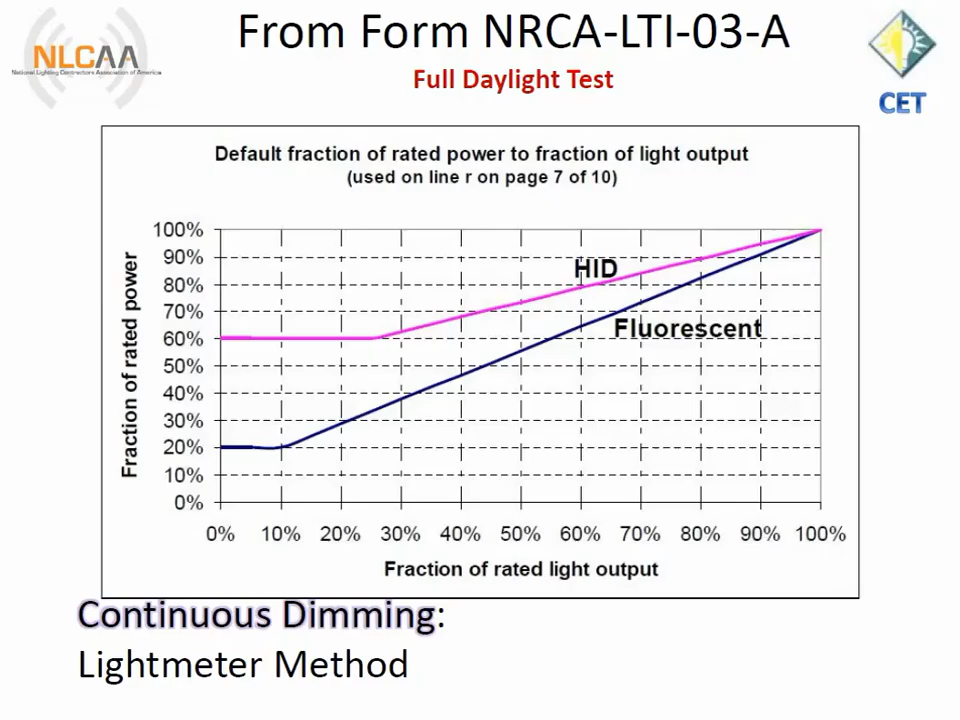 From Form NRCA-LTI-03-A
NLCAA
National Lighting Contractors Association of America
Full Daylight Test
CET
Default fraction of rated power to fraction of light output
(used on line r on page 7 of 10)
Fraction of rated power
100%
90%
80%
70%
60%
50%
40%
30%
20%
10%
0%
HID
Fluorescent
0% 10% 20% 30% 40% 50% 60% 70% 80% 90% 100%
Fraction of rated light output
Continuous Dimming:
Lightmeter Method